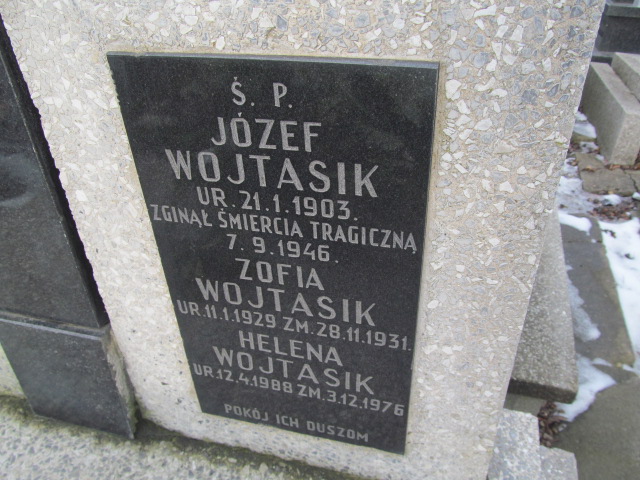 Ś. P.
JÓZEF
WOJTASIK
UR. 21.1.1903.
ZGINĄŁ ŚMIERCIA TRAGICZNĄ
7.9.1946.
ZOFIA
WOJTASIK
UR.11.1.1929 ZM.28.11.1931.
HELENA
WOJTASIK
UR.12.4.1988 ZM.3.12.1976
POKÓJ ICH DUSZOM